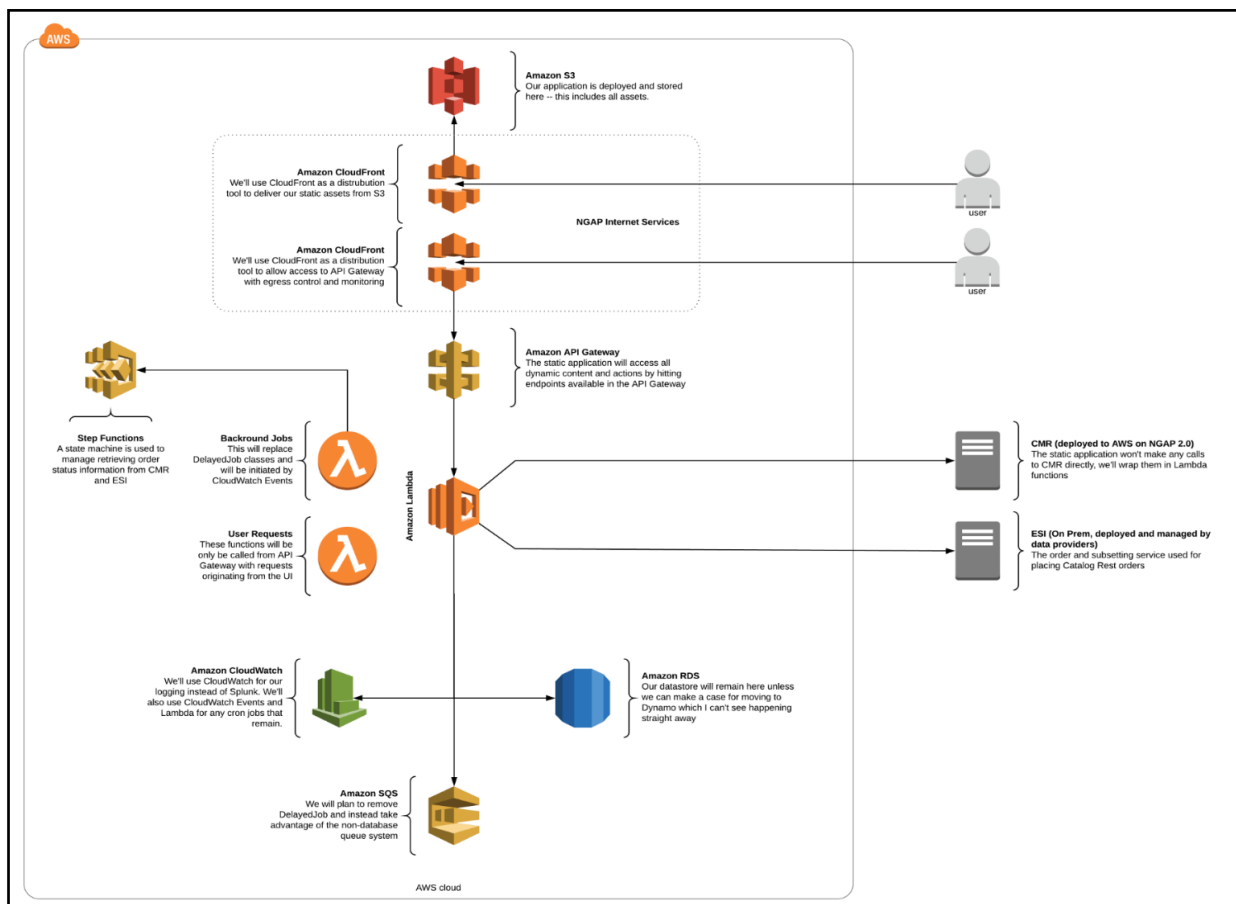 AWS
Amazon S3
Our application is deployed and stored
here -- this includes all assets.
Amazon CloudFront
We'll use CloudFront as a distrubution
tool to deliver our static assets from S3
user
NGAP Internet Services
Amazon CloudFront
We'll use CloudFront as a distribution
tool to allow access to API Gateway
with egress control and monitoring
user
Amazon API Gateway
The static application will access all
dynamic content and actions by hitting
endpoints available in the API Gateway
Step Functions
A state machine is used to
manage retrieving order
status information from CMR
and ESI
Backround Jobs
This will replace
DelayedJob classes and
will be initiated by
CloudWatch Events
Amazon Lambda
CMR (deployed to AWS on NGAP 2.0)
The static application won't make any calls
to CMR directly, we'll wrap them in Lambda
functions
User Requests
These functions will be
only be called from API
Gateway with requests
originating from the UI
ESI (On Prem, deployed and managed by
data providers)
The order and subsetting service used for
placing Catalog Rest orders
Amazon CloudWatch
We'll use CloudWatch for our
logging instead of Splunk. We'll
also use CloudWatch Events and
Lambda for any cron jobs that
remain.
Amazon RDS
Our datastore will remain here unless
we can make a case for moving to
Dynamo which I can't see happening
straight away
Amazon SQS
We will plan to remove
DelayedJob and instead take
advantage of the non-database
queue system
AWS cloud